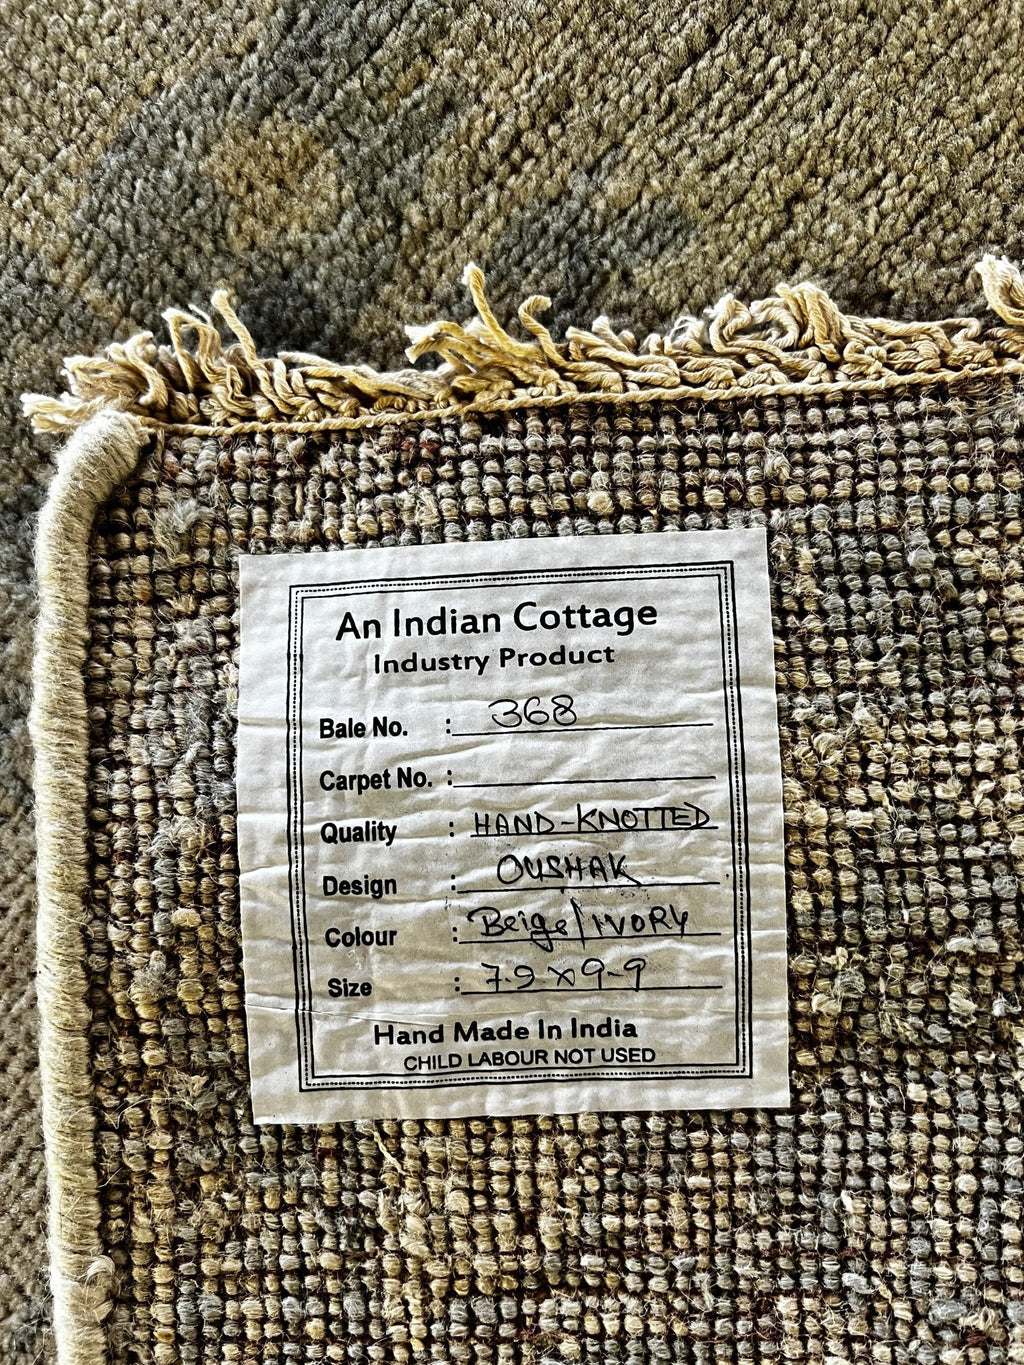 An Indian Cottage
Industry Product
Bale No. : 368
Carpet No. :
Quality : HAND-KNOTTED
Design : OUSHAK
Colour : Beige/IVORY
Size : 7-9 x 9-9
Hand Made In India
CHILD LABOUR NOT USED